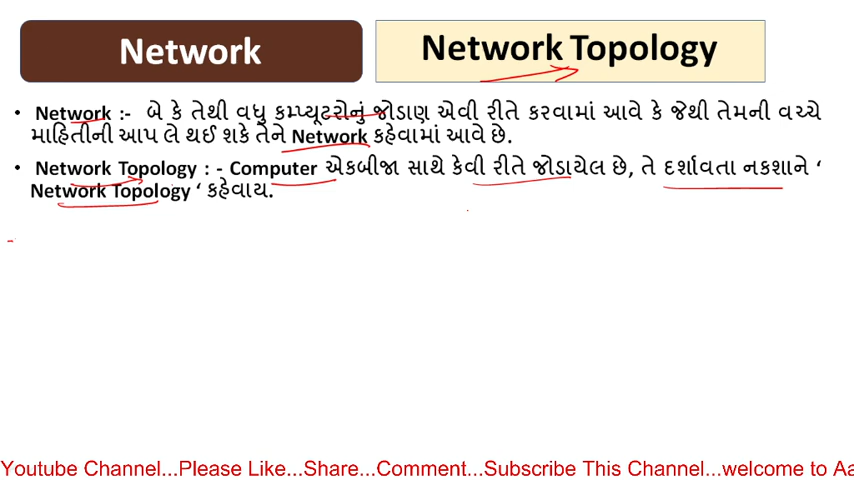 Network
Network Topology
• Network :- બે કે તેથી વધુ કમ્પ્યૂટરોનું જોડાણ એવી રીતે કરવામાં આવે કે જેથી તેમની વચ્ચે
માહિતીની આપ લે થઈ શકે તેને Network કહેવામાં આવે છે.
• Network Topology : - Computer એકબીજા સાથે કેવી રીતે જોડાયેલ છે, તે દર્શાવતા નકશાને ‘
Network Topology ‘ કહેવાય.
Youtube Channel...Please Like...Share...Comment...Subscribe This Channel...welcome to Aa